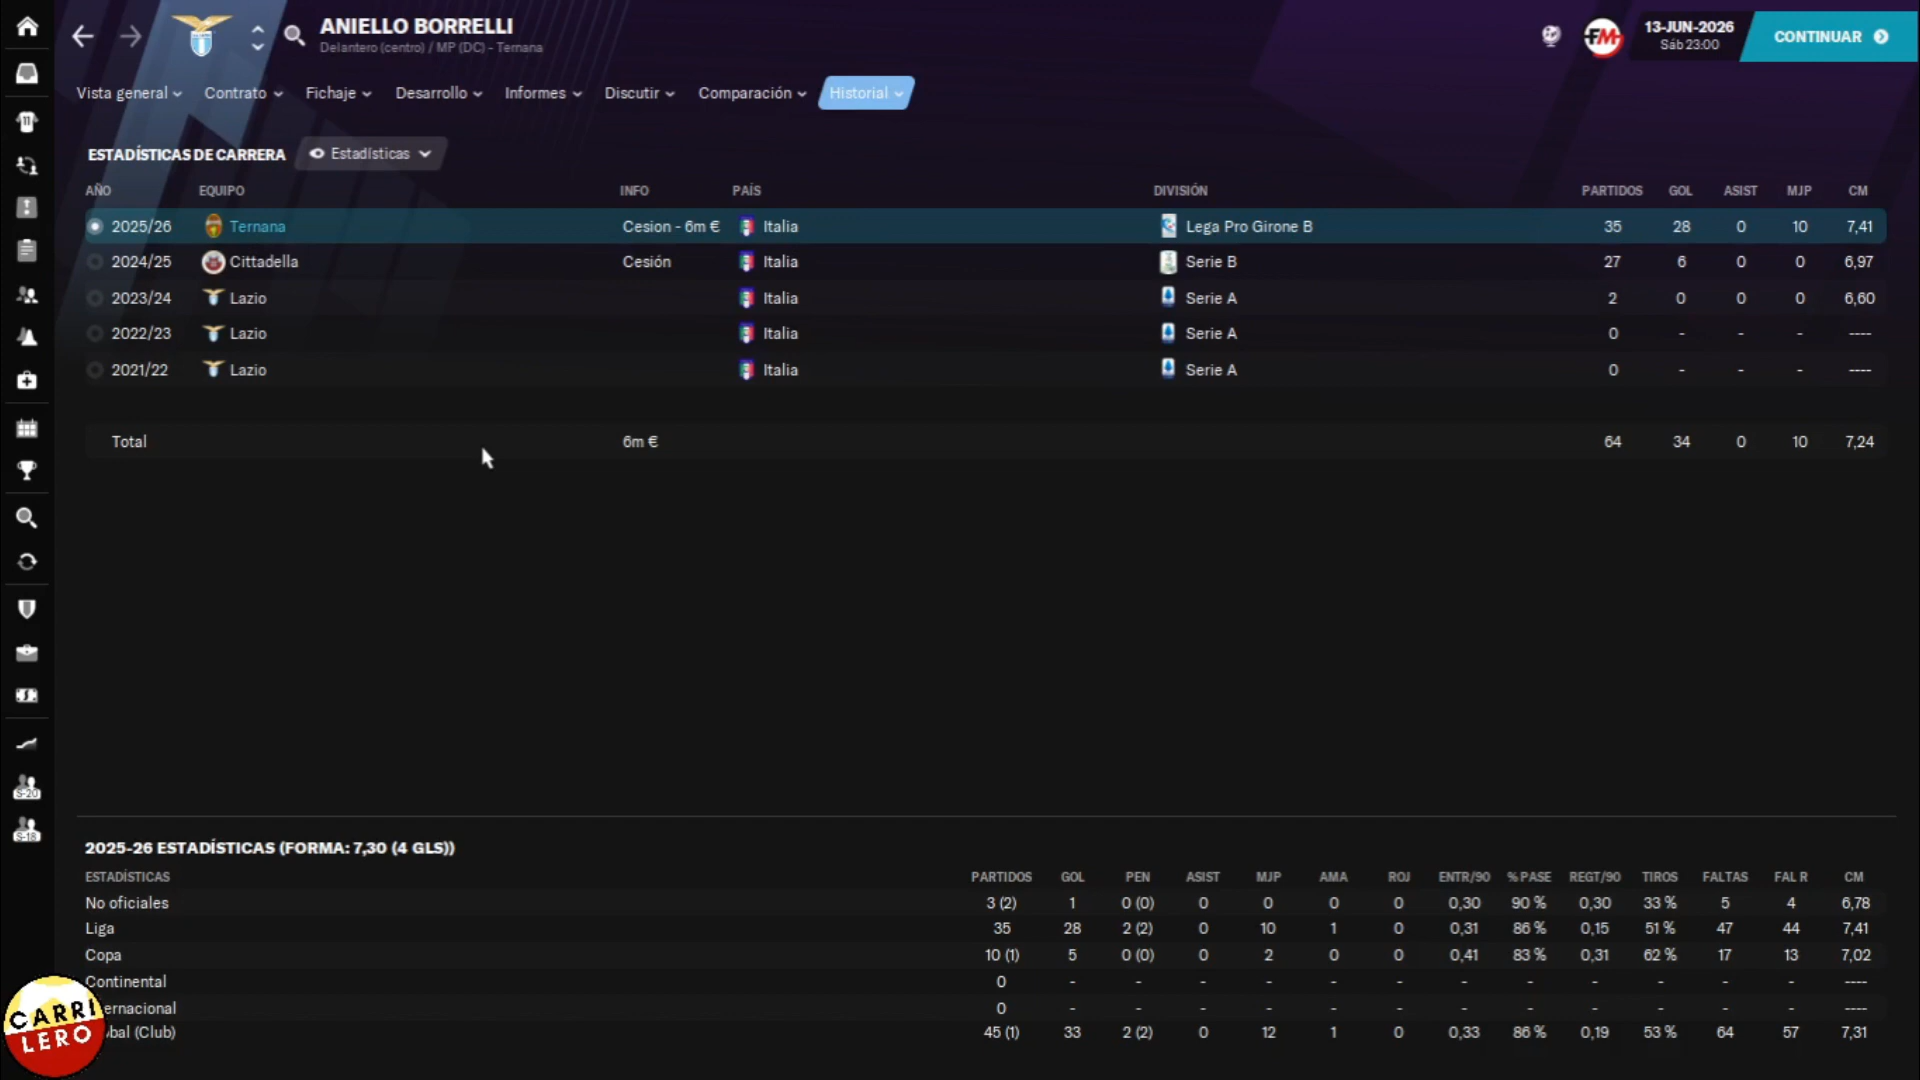 ANIELLO BORRELLI
Delantero (centro) / MP (DC) - Ternana
FM
13-JUN-2026
Sáb 23:00
CONTINUAR
Vista general Contrato Fichaje Desarrollo Informes Discutir Comparación Historial
ESTADÍSTICAS DE CARRERA Estadísticas
AÑO EQUIPO INFO PAÍS DIVISIÓN PARTIDOS GOL ASIST MJP CM
2025/26 Ternana Cesion - 6m € Italia Lega Pro Girone B 35 28 0 10 7,41
2024/25 Cittadella Cesión Italia Serie B 27 6 0 0 6,97
2023/24 Lazio Italia Serie A 2 0 0 0 6,60
2022/23 Lazio Italia Serie A 0 - - - ----
2021/22 Lazio Italia Serie A 0 - - - ----
Total 6m € 64 34 0 10 7,24
S-20
S-18
2025-26 ESTADÍSTICAS (FORMA: 7,30 (4 GLS))
ESTADÍSTICAS PARTIDOS GOL PEN ASIST MJP AMA ROJ ENTR/90 % PASE REGT/90 TIROS FALTAS FAL R CM
No oficiales 3 (2) 1 0 (0) 0 0 0 0 0,30 90 % 0,30 33 % 5 4 6,78
Liga 35 28 2 (2) 0 10 1 0 0,31 86 % 0,15 51 % 47 44 7,41
Copa 10 (1) 5 0 (0) 0 2 0 0 0,41 83 % 0,31 62 % 17 13 7,02
Continental 0 - - - - - - - - - - - - ----
ernacional 0 - - - - - - - - - - - - ----
bal (Club) 45 (1) 33 2 (2) 0 12 1 0 0,33 86 % 0,19 53 % 64 57 7,31
CARRI
LERO